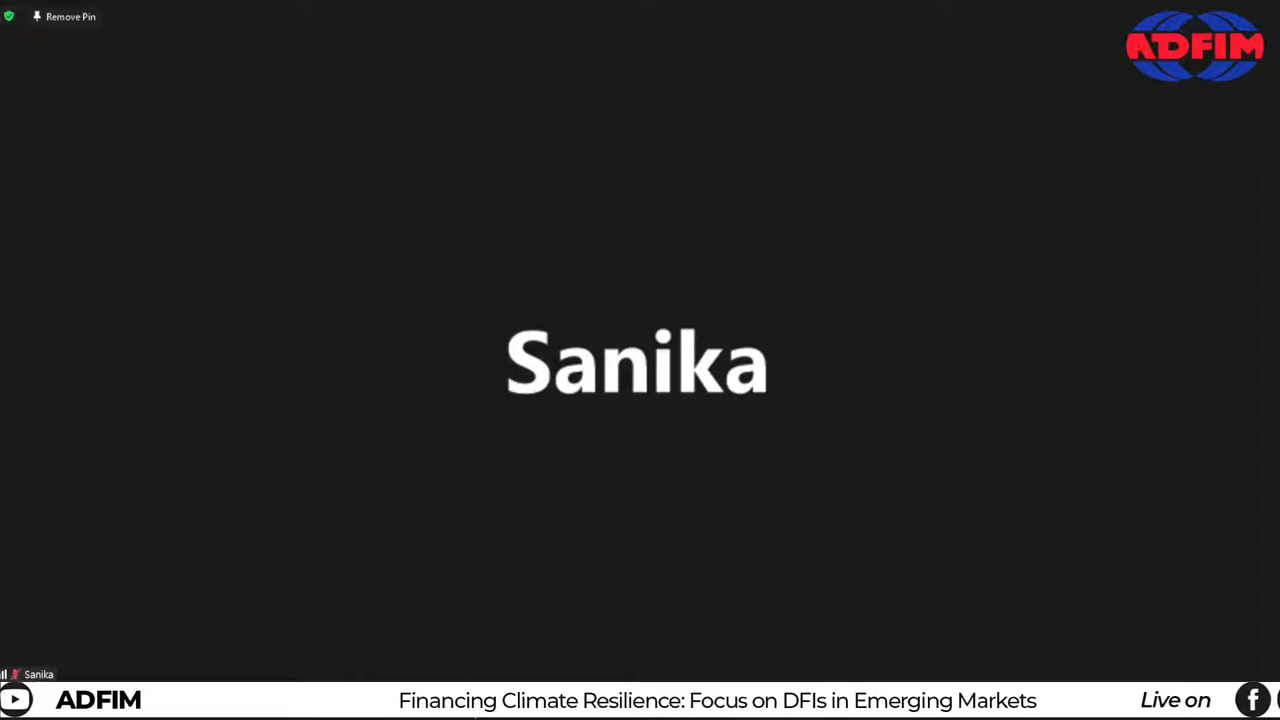 Remove Pin
ADFIM
Sanika
Sanika
ADFIM
Financing Climate Resilience: Focus on DFIs in Emerging Markets
Live on